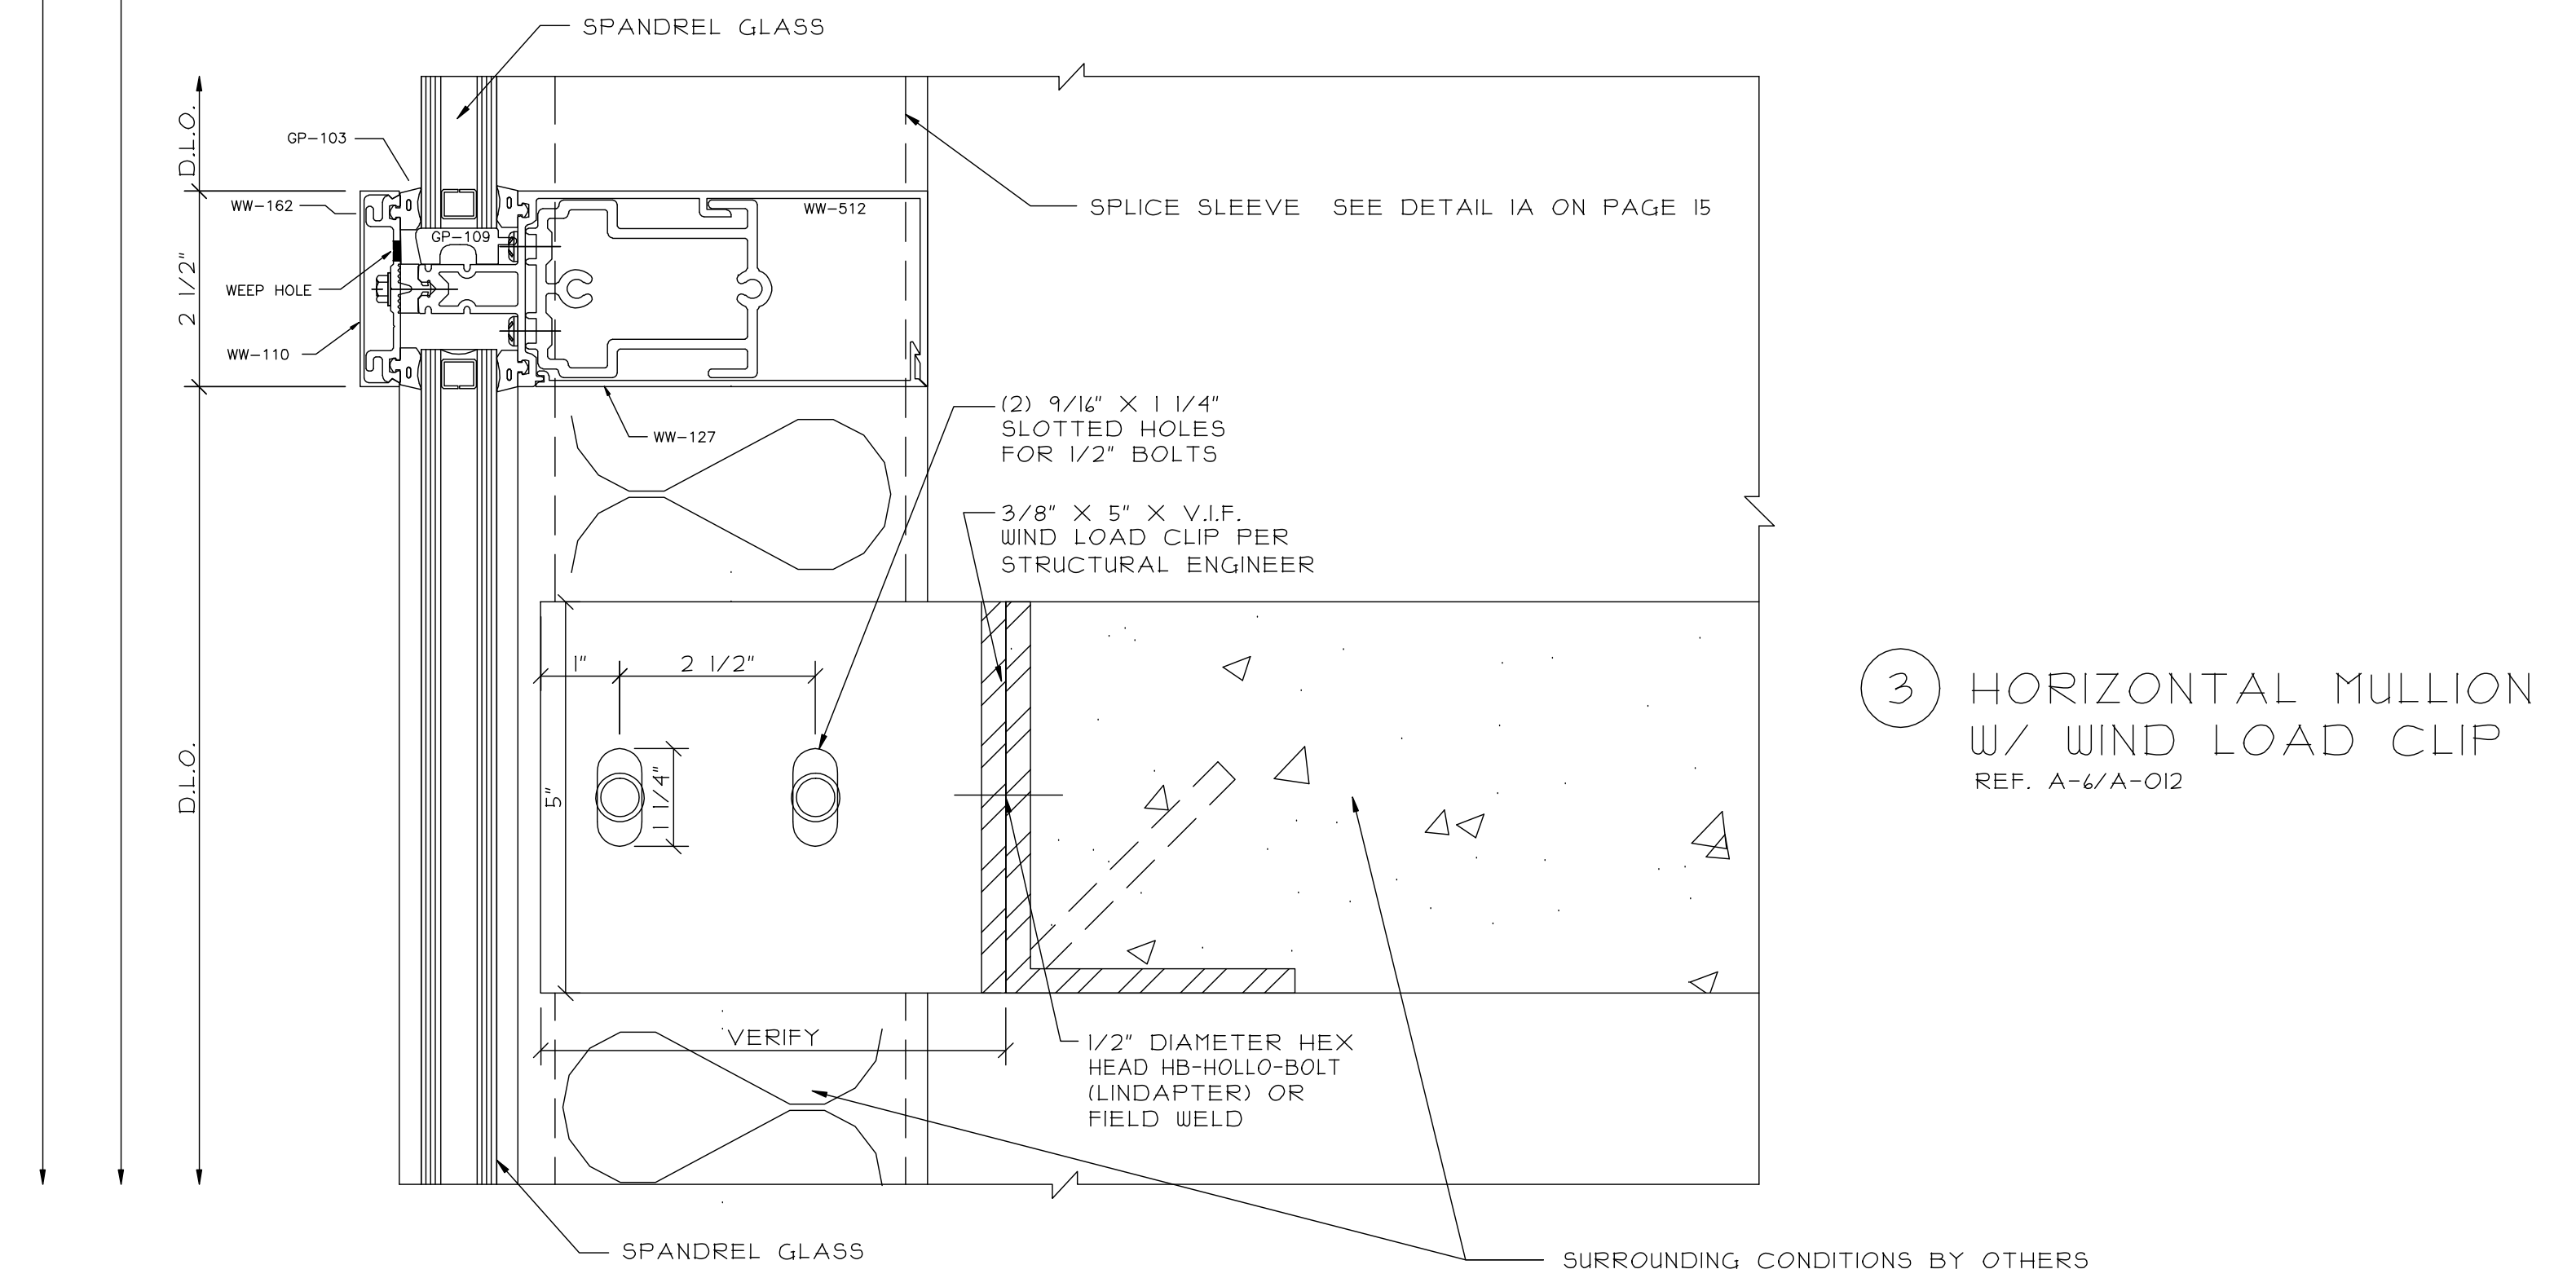 SPANDREL GLASS
D.L.O.
GP-103
WW-162
WW-512
SPLICE SLEEVE SEE DETAIL 1A ON PAGE 15
GP-109
2 1/2"
WEEP HOLE
WW-110
WW-127
(2) 9/16" X 1 1/4"
SLOTTED HOLES
FOR 1/2" BOLTS
3/8" X 5" X V.I.F.
WIND LOAD CLIP PER
STRUCTURAL ENGINEER
1"
2 1/2"
3
HORIZONTAL MULLION
W/ WIND LOAD CLIP
REF. A-6/A-012
D.L.O.
5"
1 1/4"
VERIFY
1/2" DIAMETER HEX
HEAD HB-HOLLO-BOLT
(LINDAPTER) OR
FIELD WELD
SPANDREL GLASS
SURROUNDING CONDITIONS BY OTHERS